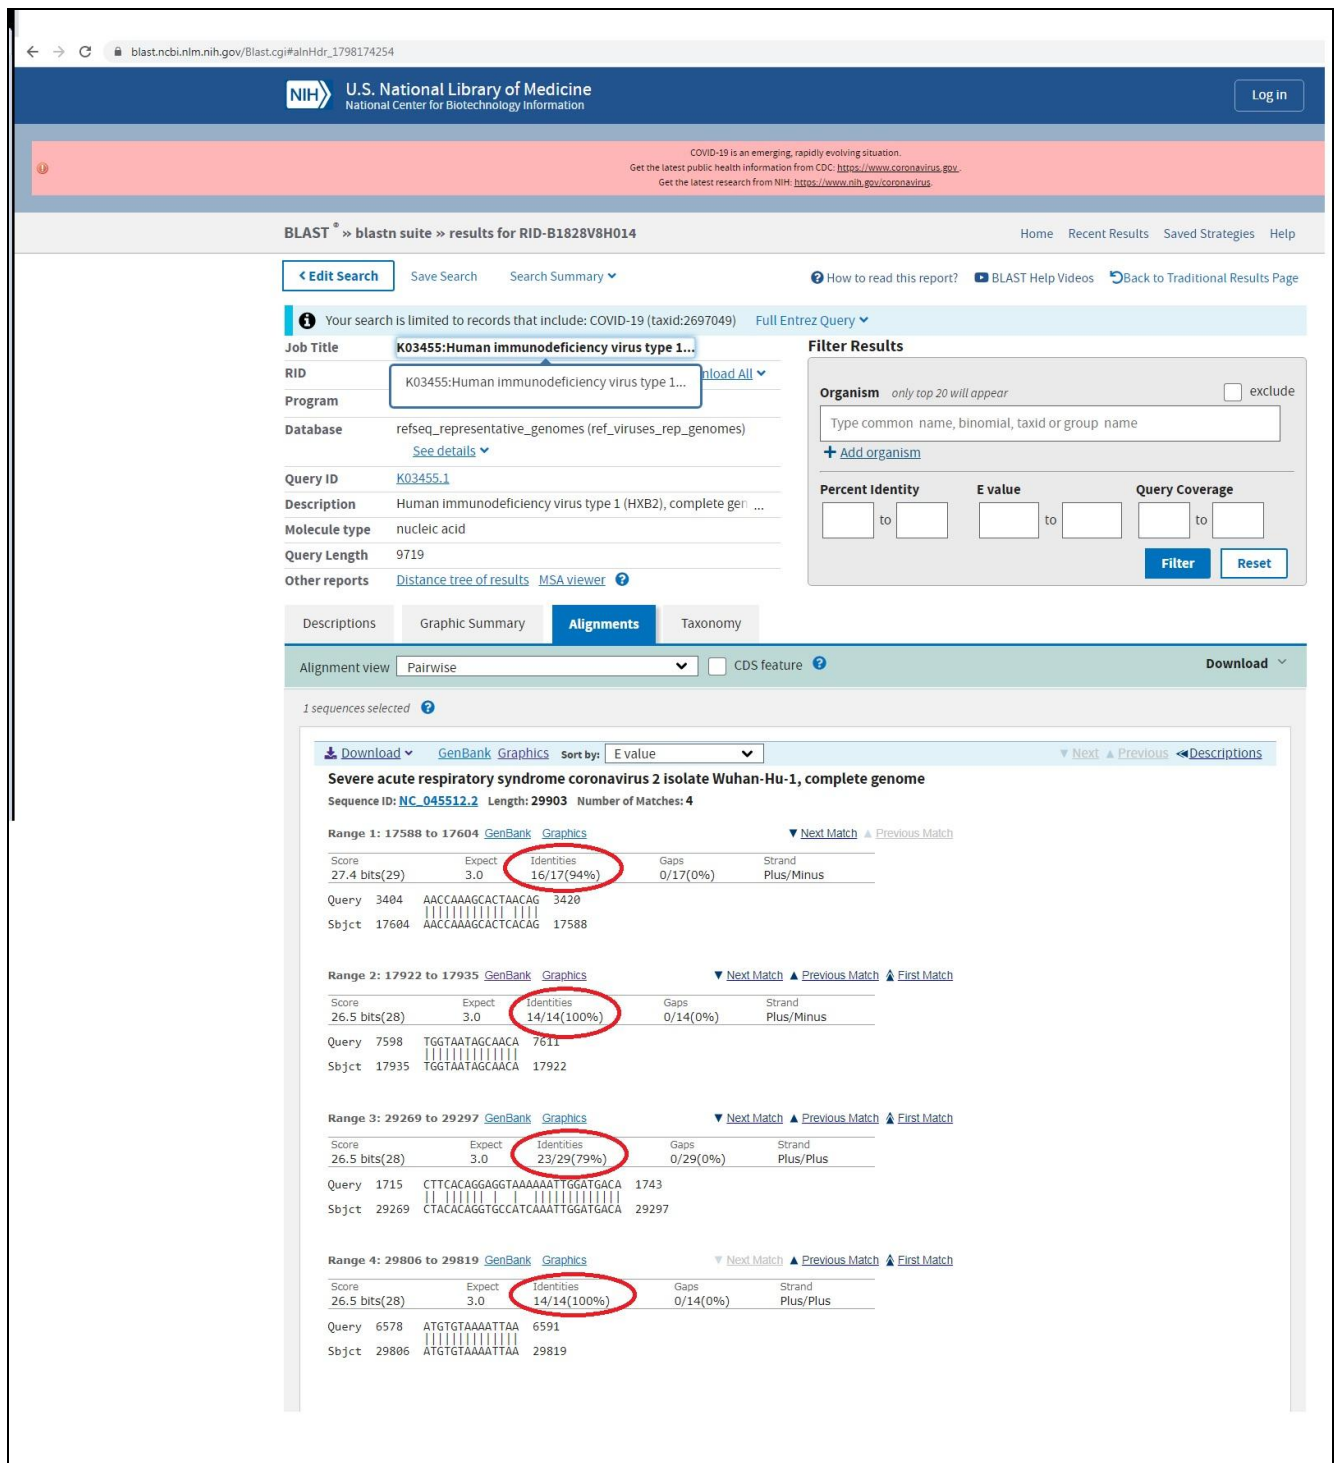 blast.ncbi.nlm.nih.gov/Blast.cgi#alnHdr_1798174254
NIH U.S. National Library of Medicine
National Center for Biotechnology Information
Log in
COVID-19 is an emerging, rapidly evolving situation.
Get the latest public health information from CDC: https://www.coronavirus.gov .
Get the latest research from NIH: https://www.nih.gov/coronavirus.
BLAST ® » blastn suite » results for RID-B1828V8H014
Home Recent Results Saved Strategies Help
< Edit Search Save Search Search Summary
How to read this report? BLAST Help Videos Back to Traditional Results Page
Your search is limited to records that include: COVID-19 (taxid:2697049) Full Entrez Query
Job Title K03455:Human immunodeficiency virus type 1...
RID
K03455:Human immunodeficiency virus type 1...
nload All
Program
Database refseq_representative_genomes (ref_viruses_rep_genomes)
See details
Query ID K03455.1
Description Human immunodeficiency virus type 1 (HXB2), complete gen ...
Molecule type nucleic acid
Query Length 9719
Other reports Distance tree of results MSA viewer
Filter Results
Organism only top 20 will appear exclude
Type common name, binomial, taxid or group name
+ Add organism
Percent Identity E value Query Coverage
to to to
Filter Reset
Descriptions Graphic Summary Alignments Taxonomy
Alignment view Pairwise CDS feature Download
1 sequences selected
Download GenBank Graphics Sort by: E value Next Previous Descriptions
Severe acute respiratory syndrome coronavirus 2 isolate Wuhan-Hu-1, complete genome
Sequence ID: NC_045512.2 Length: 29903 Number of Matches: 4
Range 1: 17588 to 17604 GenBank Graphics Next Match Previous Match
Score Expect Identities Gaps Strand
27.4 bits(29) 3.0 16/17(94%) 0/17(0%) Plus/Minus
Query 3404 AACCAAAGCACTAACAG 3420
Sbjct 17604 AACCAAAGCACTCACAG 17588
Range 2: 17922 to 17935 GenBank Graphics Next Match Previous Match First Match
Score Expect Identities Gaps Strand
26.5 bits(28) 3.0 14/14(100%) 0/14(0%) Plus/Minus
Query 7598 TGGTAATAGCAACA 7611
Sbjct 17935 TGGTAATAGCAACA 17922
Range 3: 29269 to 29297 GenBank Graphics Next Match Previous Match First Match
Score Expect Identities Gaps Strand
26.5 bits(28) 3.0 23/29(79%) 0/29(0%) Plus/Plus
Query 1715 CTTCACAGGAGGTAAAAAATTGGATGACA 1743
Sbjct 29269 CTACACAGGTGCCATCAAATTGGATGACA 29297
Range 4: 29806 to 29819 GenBank Graphics Next Match Previous Match First Match
Score Expect Identities Gaps Strand
26.5 bits(28) 3.0 14/14(100%) 0/14(0%) Plus/Plus
Query 6578 ATGTGTAAAATTAA 6591
Sbjct 29806 ATGTGTAAAATTAA 29819